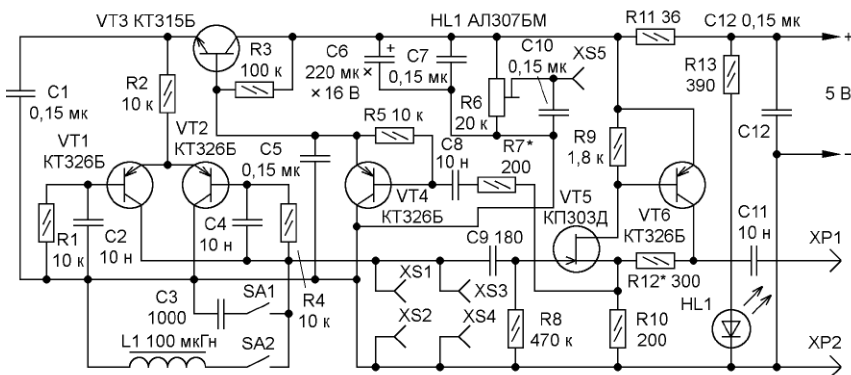 VT3 КТ315Б
HL1 АЛ307БМ
R11 36
C12 0,15 мк
+
R3
100 к
C6
220 мк ×
× 16 В
+
C7
0,15 мк
C10
0,15 мк
XS5
R13
390
R2
10 к
C1
0,15 мк
5 В
R5 10 к
R6
20 к
VT1
КТ326Б
VT2
КТ326Б
C5
0,15 мк
C8
10 н
R7*
200
R9
1,8 к
C12
−
VT4
КТ326Б
VT5
КП303Д
VT6
КТ326Б
R1
10 к
C2
10 н
C4
10 н
C9 180
C11
10 н
XP1
R12* 300
C3
1000
SA1
R4
10 к
XS1
XS3
HL1
XS2
XS4
L1 100 мкГн
SA2
R8
470 к
R10
200
XP2